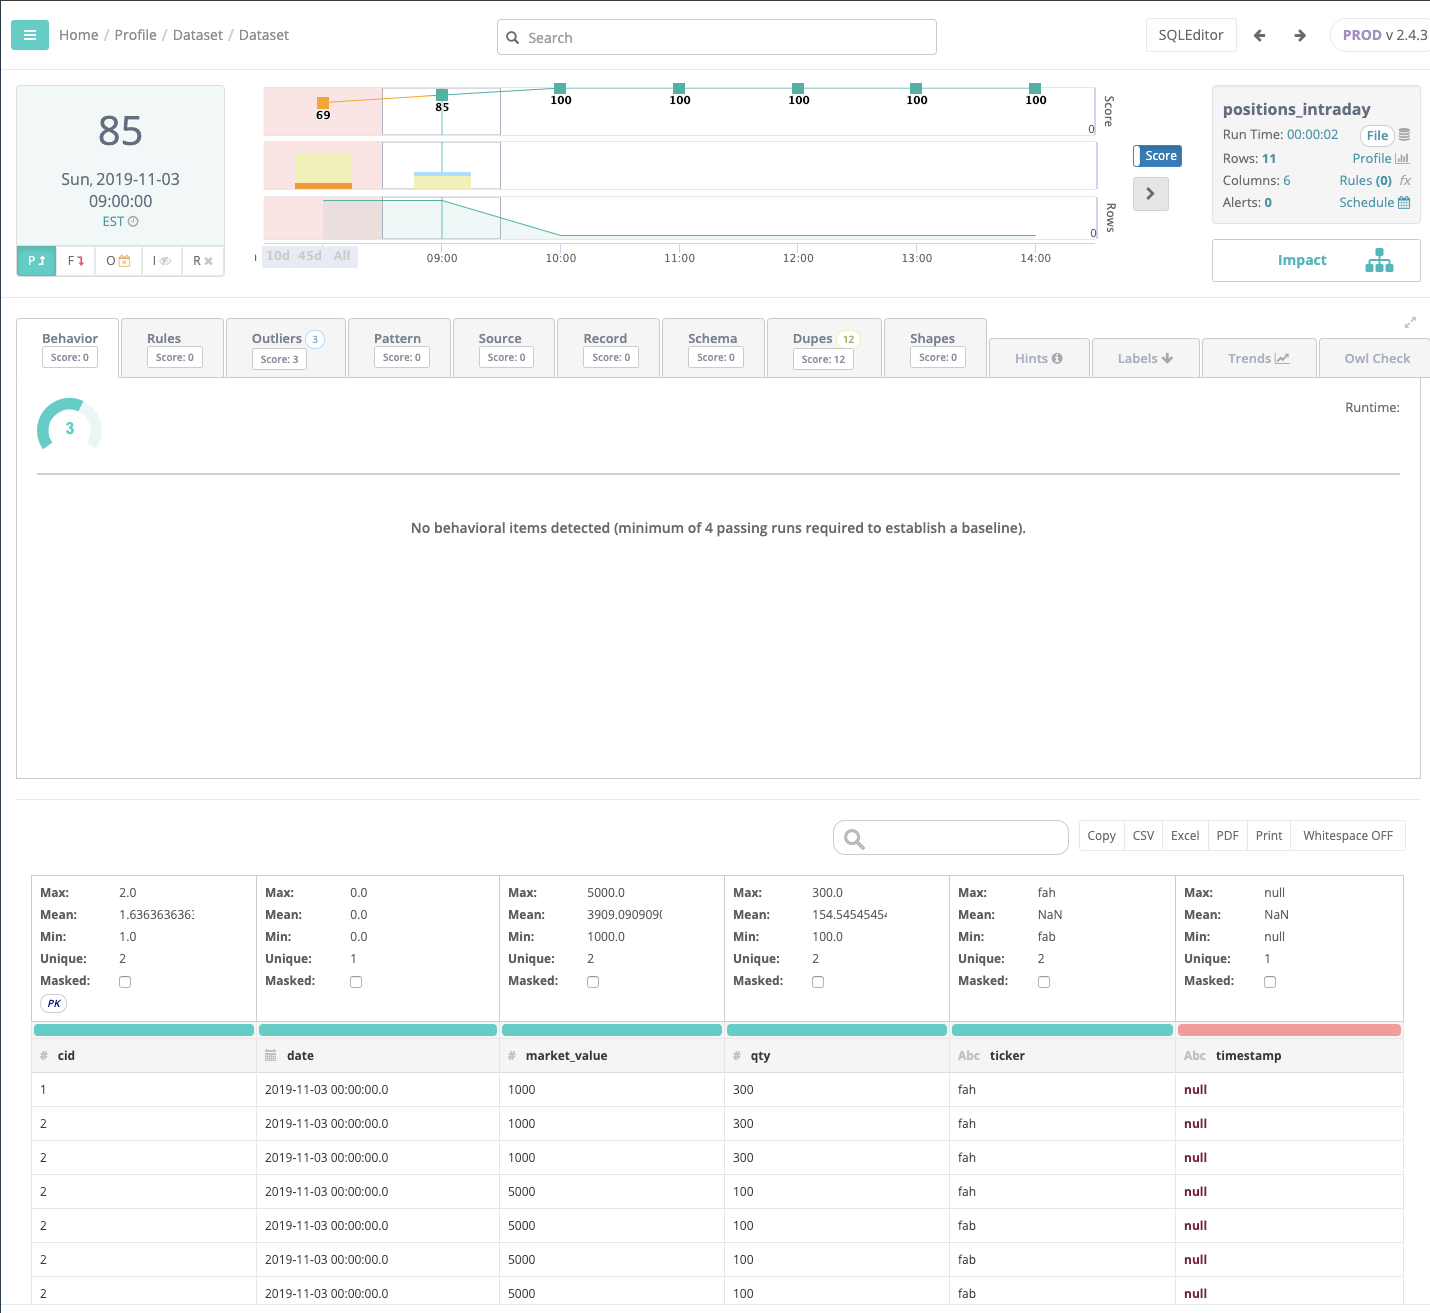 Home / Profile / Dataset / Dataset
Search
SQLEditor
PROD v 2.4.3
85
Sun, 2019-11-03
09:00:00
EST
P F O I R
69 85 100 100 100 100 100
Score
0
Rows
0
10d 45d All
09:00 10:00 11:00 12:00 13:00 14:00
Score
positions_intraday
Run Time: 00:00:02 File
Rows: 11 Profile
Columns: 6 Rules (0) fx
Alerts: 0 Schedule
Impact
Behavior Rules Outliers 3 Pattern Source Record Schema Dupes 12 Shapes
Score: 0 Score: 0 Score: 3 Score: 0 Score: 0 Score: 0 Score: 0 Score: 12 Score: 0
Hints Labels Trends Owl Check
3
Runtime:
No behavioral items detected (minimum of 4 passing runs required to establish a baseline).
Copy CSV Excel PDF Print Whitespace OFF
Max: 2.0 Max: 0.0 Max: 5000.0 Max: 300.0 Max: fah Max: null
Mean: 1.636363636 Mean: 0.0 Mean: 3909.090909 Mean: 154.5454545 Mean: NaN Mean: NaN
Min: 1.0 Min: 0.0 Min: 1000.0 Min: 100.0 Min: fab Min: null
Unique: 2 Unique: 1 Unique: 2 Unique: 2 Unique: 2 Unique: 1
Masked: Masked: Masked: Masked: Masked: Masked:
PK
# cid date # market_value # qty Abc ticker Abc timestamp
1 2019-11-03 00:00:00.0 1000 300 fah null
2 2019-11-03 00:00:00.0 1000 300 fah null
2 2019-11-03 00:00:00.0 1000 300 fah null
2 2019-11-03 00:00:00.0 5000 100 fah null
2 2019-11-03 00:00:00.0 5000 100 fab null
2 2019-11-03 00:00:00.0 5000 100 fab null
2 2019-11-03 00:00:00.0 5000 100 fab null